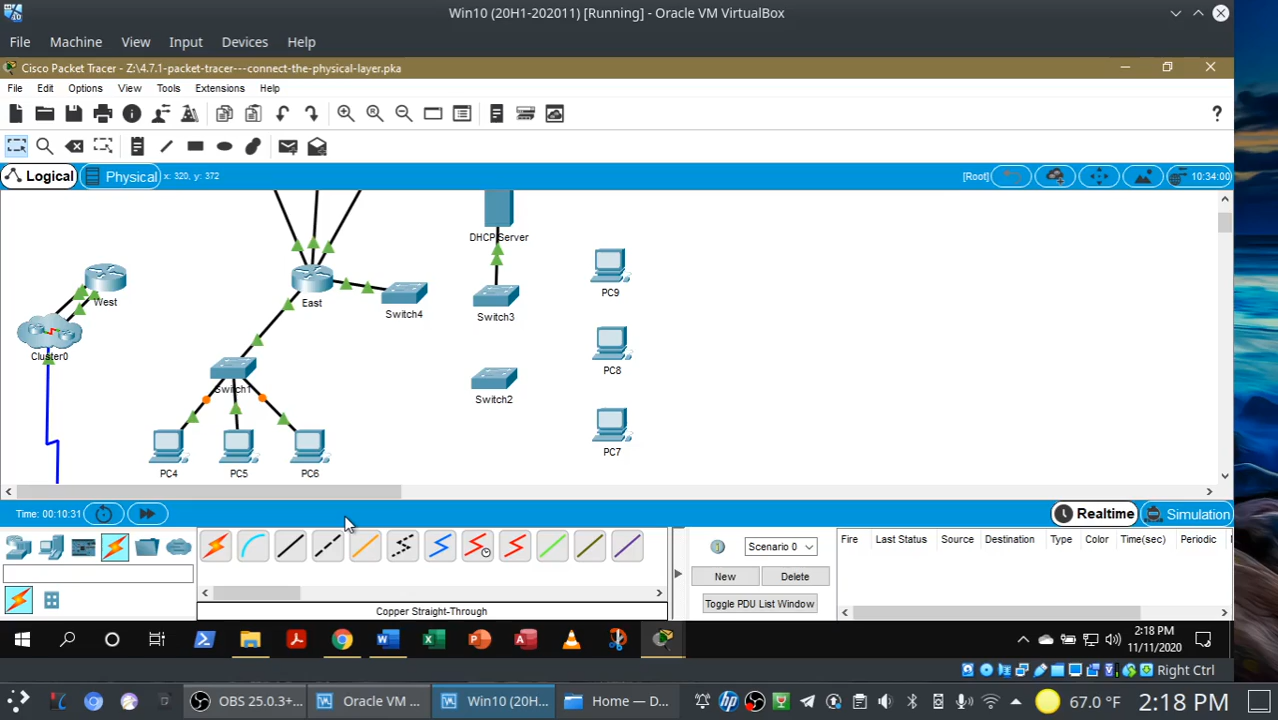 Win10 (20H1-202011) [Running] - Oracle VM VirtualBox
File Machine View Input Devices Help
Cisco Packet Tracer - Z:\4.7.1-packet-tracer---connect-the-physical-layer.pka
File Edit Options View Tools Extensions Help
?
Logical Physical x: 320, y: 372 [Root] 10:34:00
DHCP Server
West
East
Switch4
Switch3
PC9
Cluster0
Switch1
Switch2
PC8
PC4 PC5 PC6
PC7
Time: 00:10:31 Realtime Simulation
Scenario 0
Fire Last Status Source Destination Type Color Time(sec) Periodic
New Delete
Toggle PDU List Window
Copper Straight-Through
2:18 PM
11/11/2020
Right Ctrl
OBS 25.0.3+... Oracle VM ... Win10 (20H... Home — D... 67.0 °F 2:18 PM